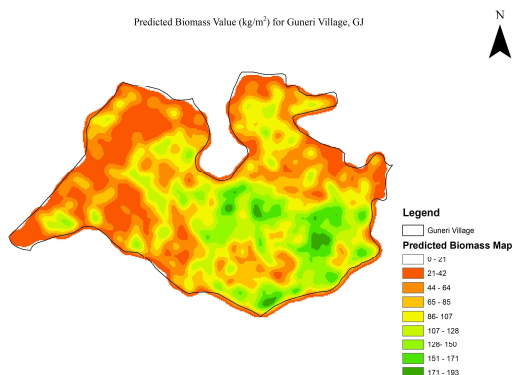 Predicted Biomass Value (kg/m²) for Guneri Village, GJ
N
Legend
Guneri Village
Predicted Biomass Map
0 - 21
21-42
44 - 64
65 - 85
86- 107
107 - 128
128- 150
151 - 171
171 - 193